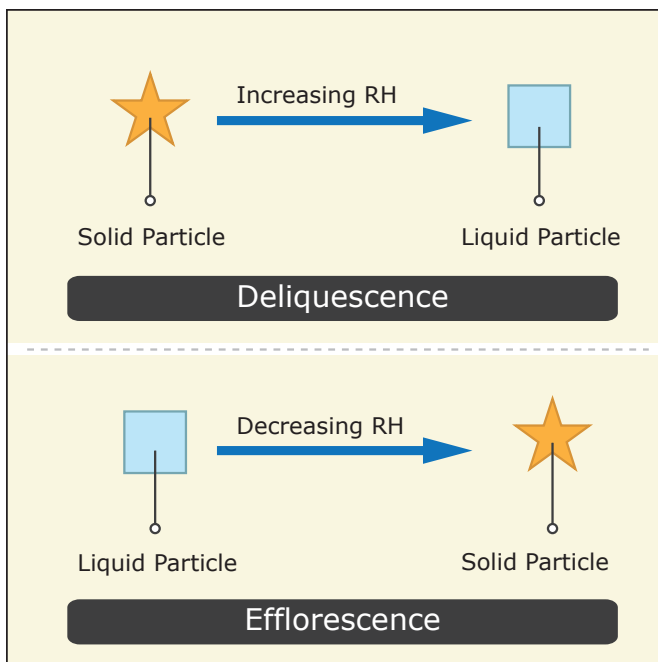 Increasing RH
Solid Particle
Liquid Particle
Deliquescence
Decreasing RH
Liquid Particle
Solid Particle
Efflorescence